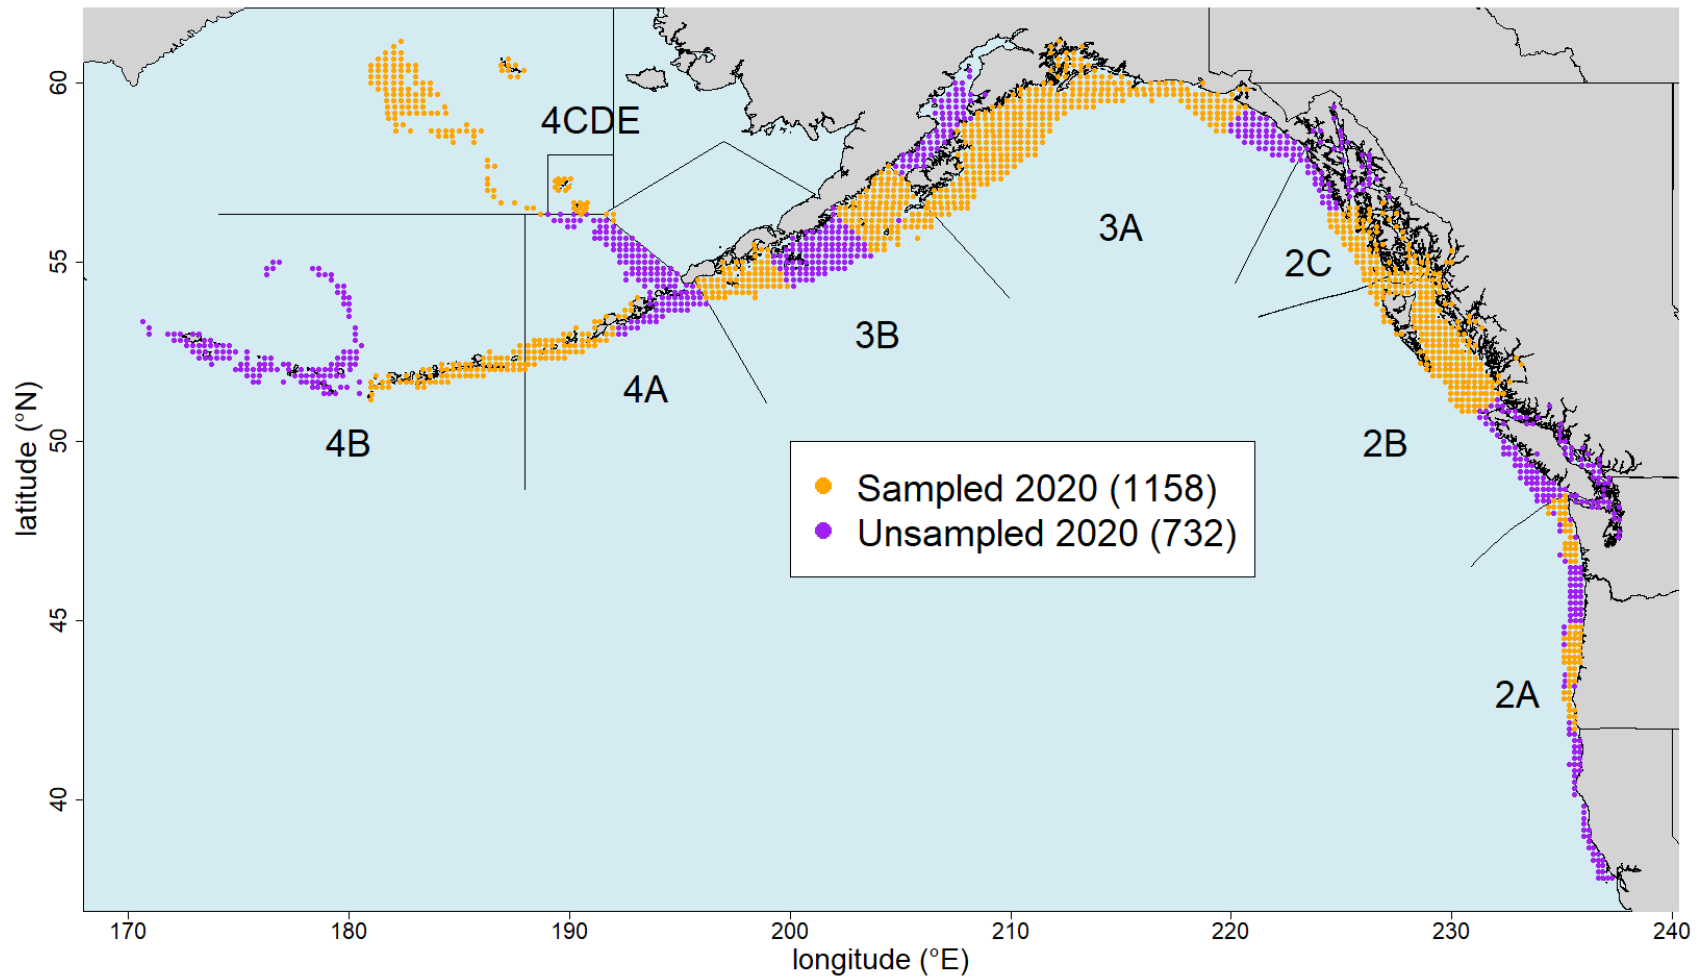 60
55
50
45
40
latitude (°N)
4CDE
3A
2C
3B
4A
4B
2B
2A
Sampled 2020 (1158)
Unsampled 2020 (732)
170 180 190 200 210 220 230 240
longitude (°E)